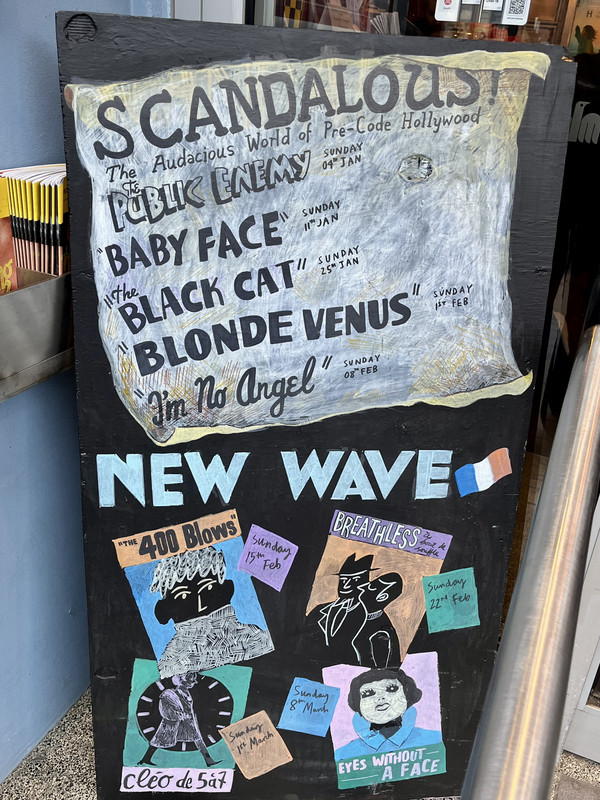 SCANDALOUS!
The Audacious World of Pre-Code Hollywood
The PUBLIC ENEMY SUNDAY 04th JAN
"BABY FACE" SUNDAY 11th JAN
"the BLACK CAT" SUNDAY 25th JAN
"BLONDE VENUS" SUNDAY 1st FEB
"I'm No Angel" SUNDAY 08th FEB
NEW WAVE
"THE 400 Blows"
Sunday
15th
Feb
BREATHLESS
Sunday
22nd Feb
Sunday
1st March
cléo de 5à7
Sunday
8th March
EYES WITHOUT
A FACE